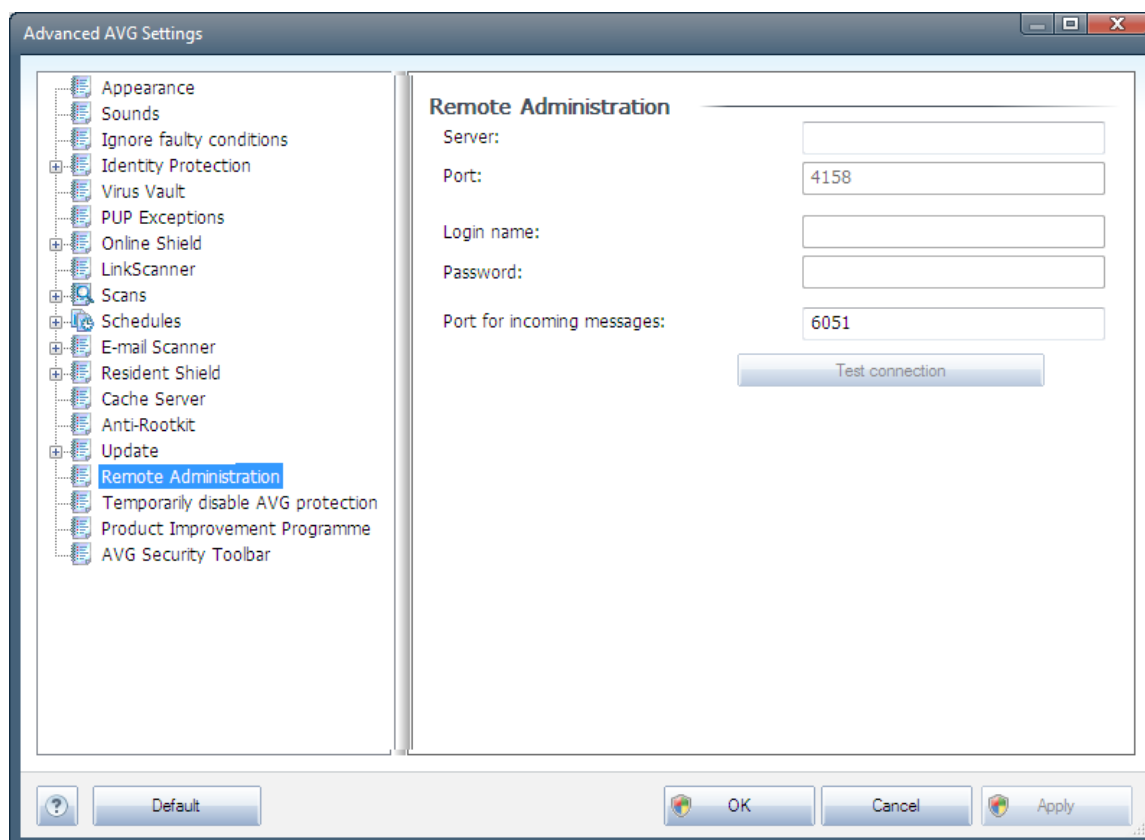 Advanced AVG Settings
Appearance
Sounds
Ignore faulty conditions
Identity Protection
Virus Vault
PUP Exceptions
Online Shield
LinkScanner
Scans
Schedules
E-mail Scanner
Resident Shield
Cache Server
Anti-Rootkit
Update
Remote Administration
Temporarily disable AVG protection
Product Improvement Programme
AVG Security Toolbar
Remote Administration
Server:
Port: 4158
Login name:
Password:
Port for incoming messages: 6051
Test connection
? Default OK Cancel Apply